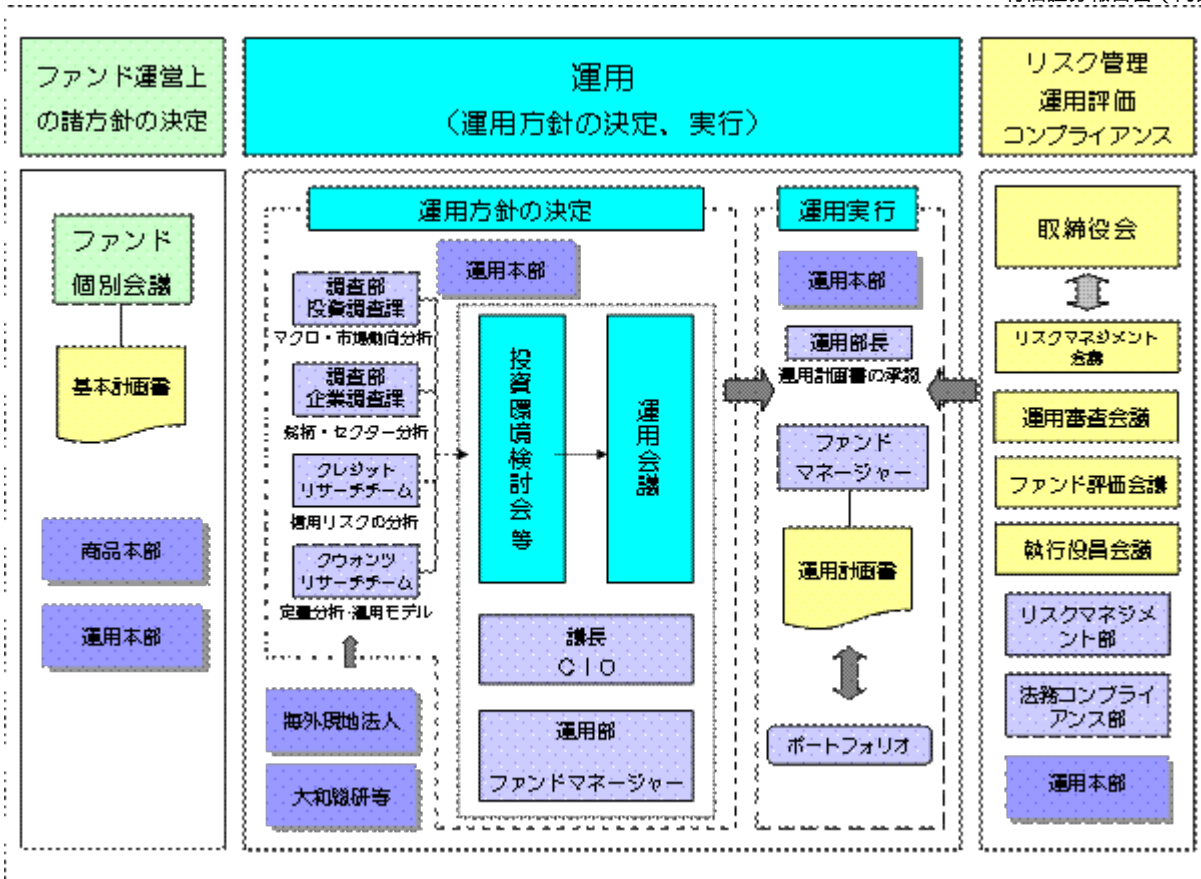 ファンド運営上
の諸方針の決定
運用
(運用方針の決定、実行)
リスク管理
運用評価
コンプライアンス
ファンド
個別会議
基本計画書
商品本部
運用本部
運用方針の決定
運用本部
調査部
投資調査課
マクロ・市場動向分析
調査部
企業調査課
銘柄・セクター分析
クレジット
リサーチチーム
信用リスクの分析
クウォンツ
リサーチチーム
定量分析・運用モデル
海外現地法人
大和総研等
投資環境検討会 等
運用会議
議長
CIO
運用部
ファンドマネージャー
運用実行
運用本部
運用部長
運用計画書の承認
ファンド
マネージャー
運用計画書
ポートフォリオ
取締役会
リスクマネジメント
会議
運用審査会議
ファンド評価会議
執行役員会議
リスクマネジメ
ント部
法務コンプライ
アンス部
運用本部